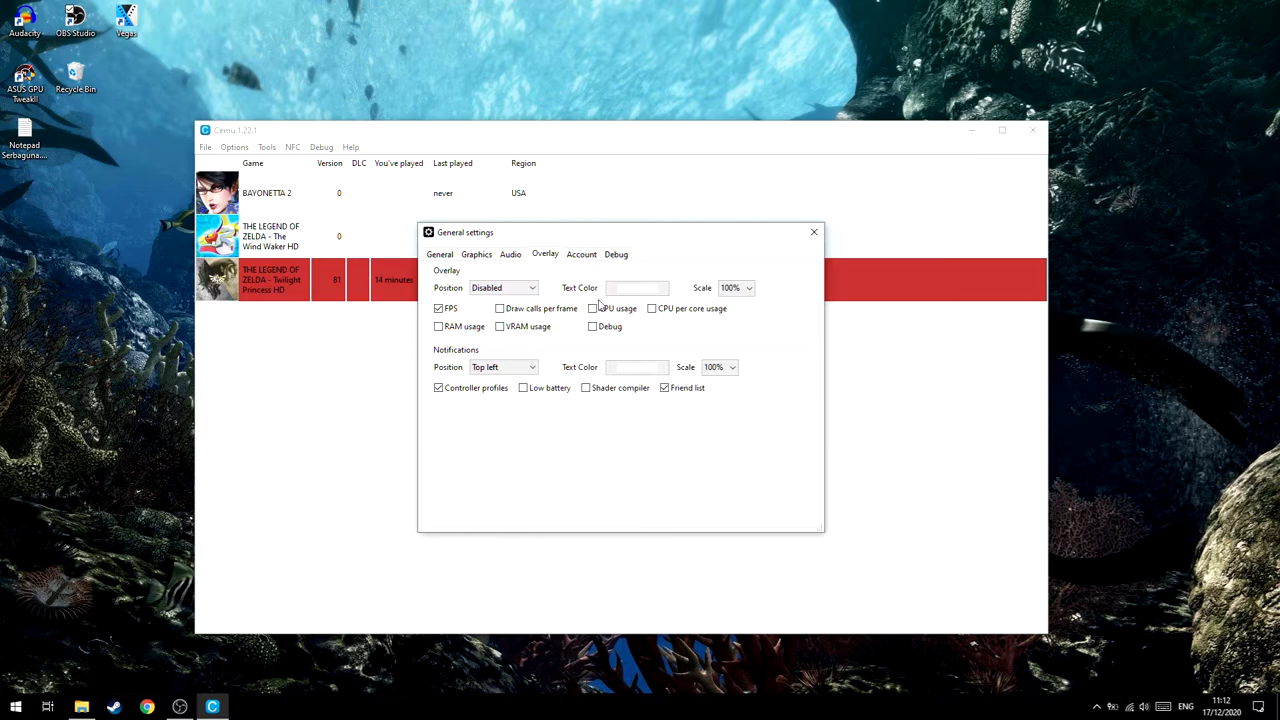 Audacity
OBS Studio
Vegas
ASUS GPU
TweakII
Recycle Bin
Notepad
Serbaguna....
Cemu 1.22.1
File Options Tools NFC Debug Help
Game Version DLC You've played Last played Region
BAYONETTA 2 0 never USA
THE LEGEND OF
ZELDA - The
Wind Waker HD
0
THE LEGEND OF
ZELDA - Twilight
Princess HD
81 14 minutes
General settings
General Graphics Audio Overlay Account Debug
Overlay
Position Disabled Text Color Scale 100%
FPS Draw calls per frame CPU usage CPU per core usage
RAM usage VRAM usage Debug
Notifications
Position Top left Text Color Scale 100%
Controller profiles Low battery Shader compiler Friend list
ENG
11:12
17/12/2020